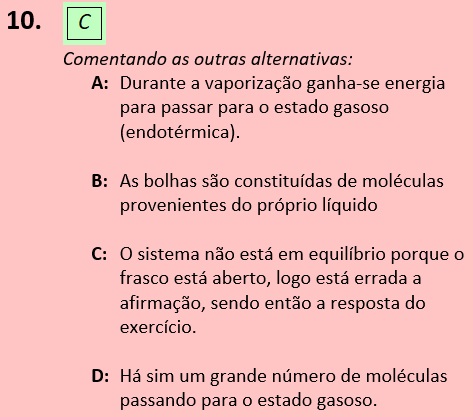 10. C
Comentando as outras alternativas:
A: Durante a vaporização ganha-se energia
para passar para o estado gasoso
(endotérmica).
B: As bolhas são constituídas de moléculas
provenientes do próprio líquido
C: O sistema não está em equilíbrio porque o
frasco está aberto, logo está errada a
afirmação, sendo então a resposta do
exercício.
D: Há sim um grande número de moléculas
passando para o estado gasoso.